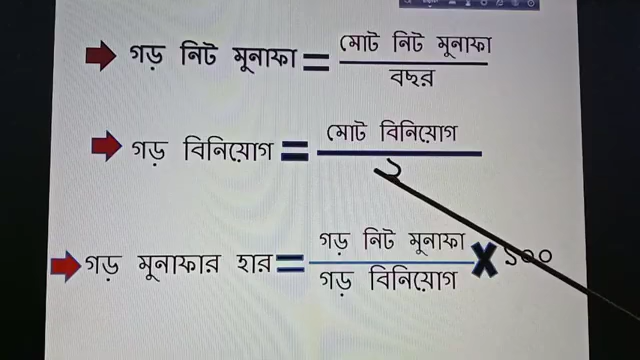 গড় নিট মুনাফা = মোট নিট মুনাফা
বছর
গড় বিনিয়োগ = মোট বিনিয়োগ
২
গড় মুনাফার হার = গড় নিট মুনাফা
গড় বিনিয়োগ
X ১০০